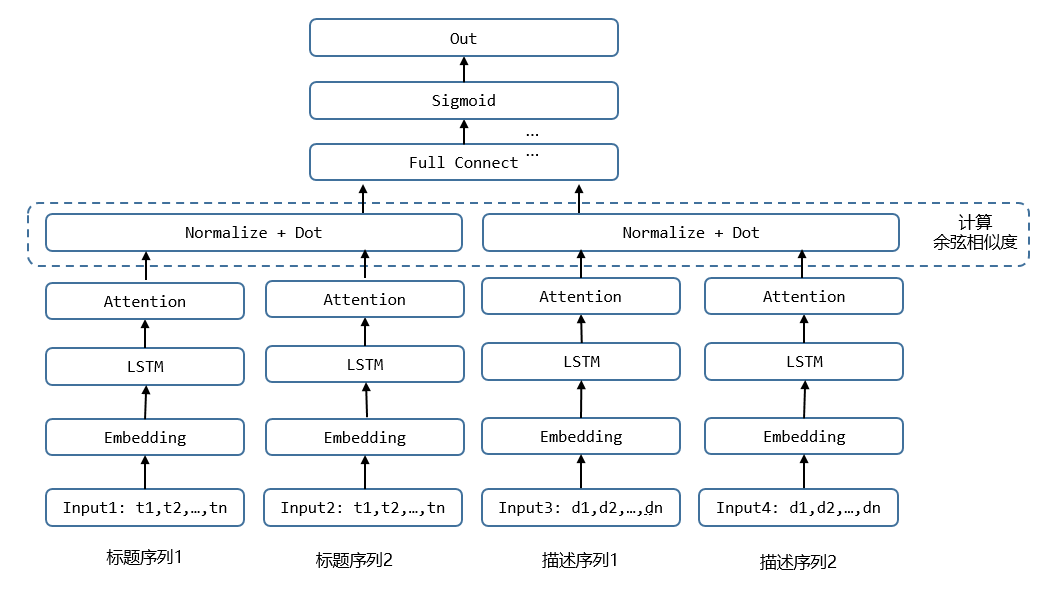 Out
Sigmoid
...
Full Connect
...
Normalize + Dot
Normalize + Dot
计算
余弦相似度
Attention
Attention
Attention
Attention
LSTM
LSTM
LSTM
LSTM
Embedding
Embedding
Embedding
Embedding
Input1: t1,t2,…,tn
Input2: t1,t2,…,tn
Input3: d1,d2,…,dn
Input4: d1,d2,…,dn
标题序列1
标题序列2
描述序列1
描述序列2